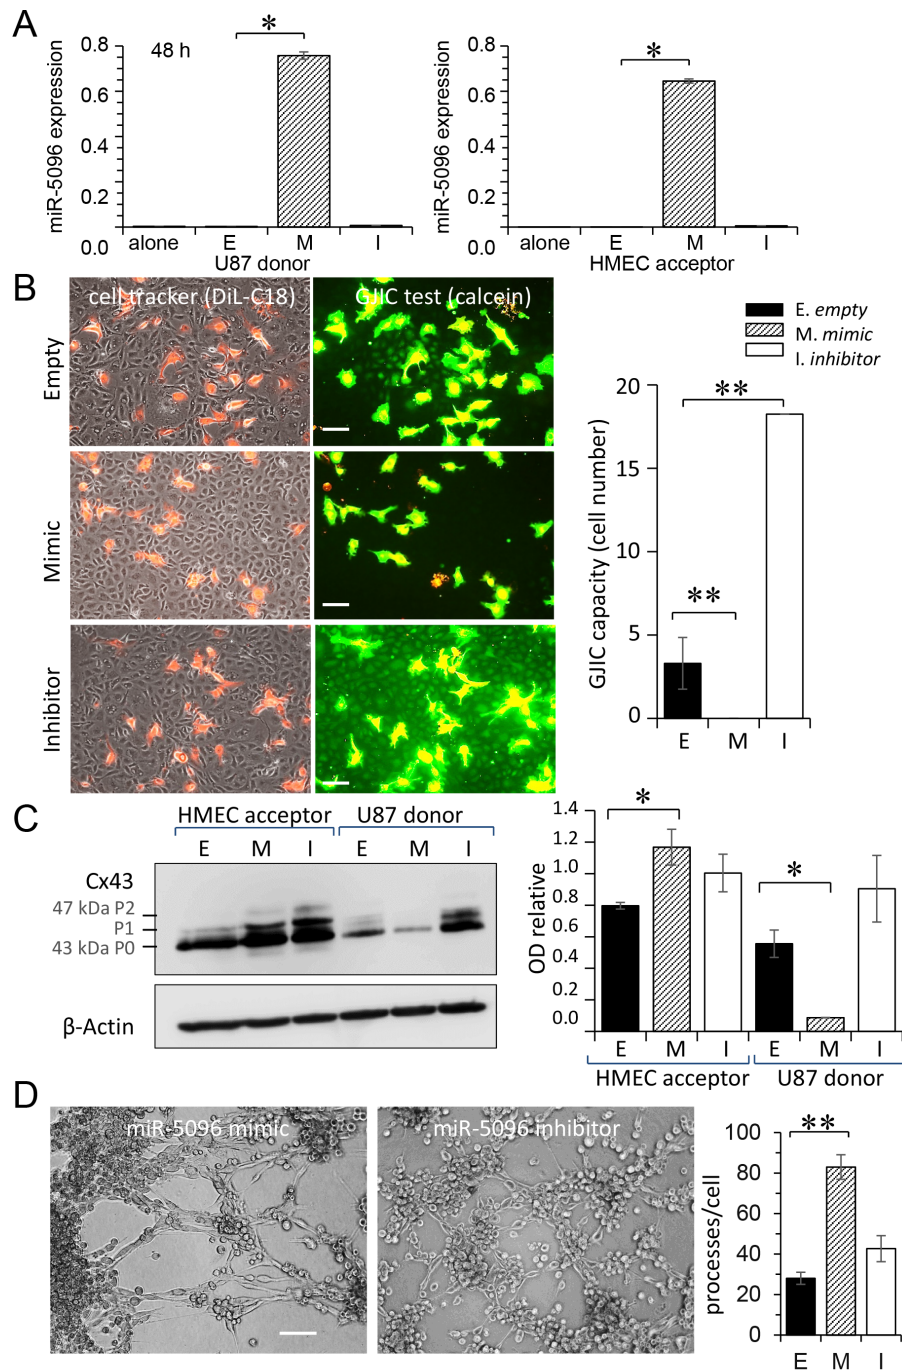 A
48 h
*
miR-5096 expression
0.8
0.6
0.4
0.2
0.0
alone E M I
U87 donor
*
miR-5096 expression
0.8
0.6
0.4
0.2
0.0
alone E M I
HMEC acceptor
B
cell tracker (DiL-C18)
GJIC test (calcein)
Empty
Mimic
Inhibitor
E. empty
M. mimic
I. inhibitor
GJIC capacity (cell number)
20
15
10
5
0
**
**
E M I
C
HMEC acceptor U87 donor
E M I E M I
Cx43
47 kDa P2
P1
43 kDa P0
β-Actin
OD relative
1.4
1.2
1.0
0.8
0.6
0.4
0.2
0.0
*
*
E M I E M I
HMEC acceptor U87 donor
D
miR-5096 mimic
miR-5096 inhibitor
processes/cell
100
80
60
40
20
0
**
E M I